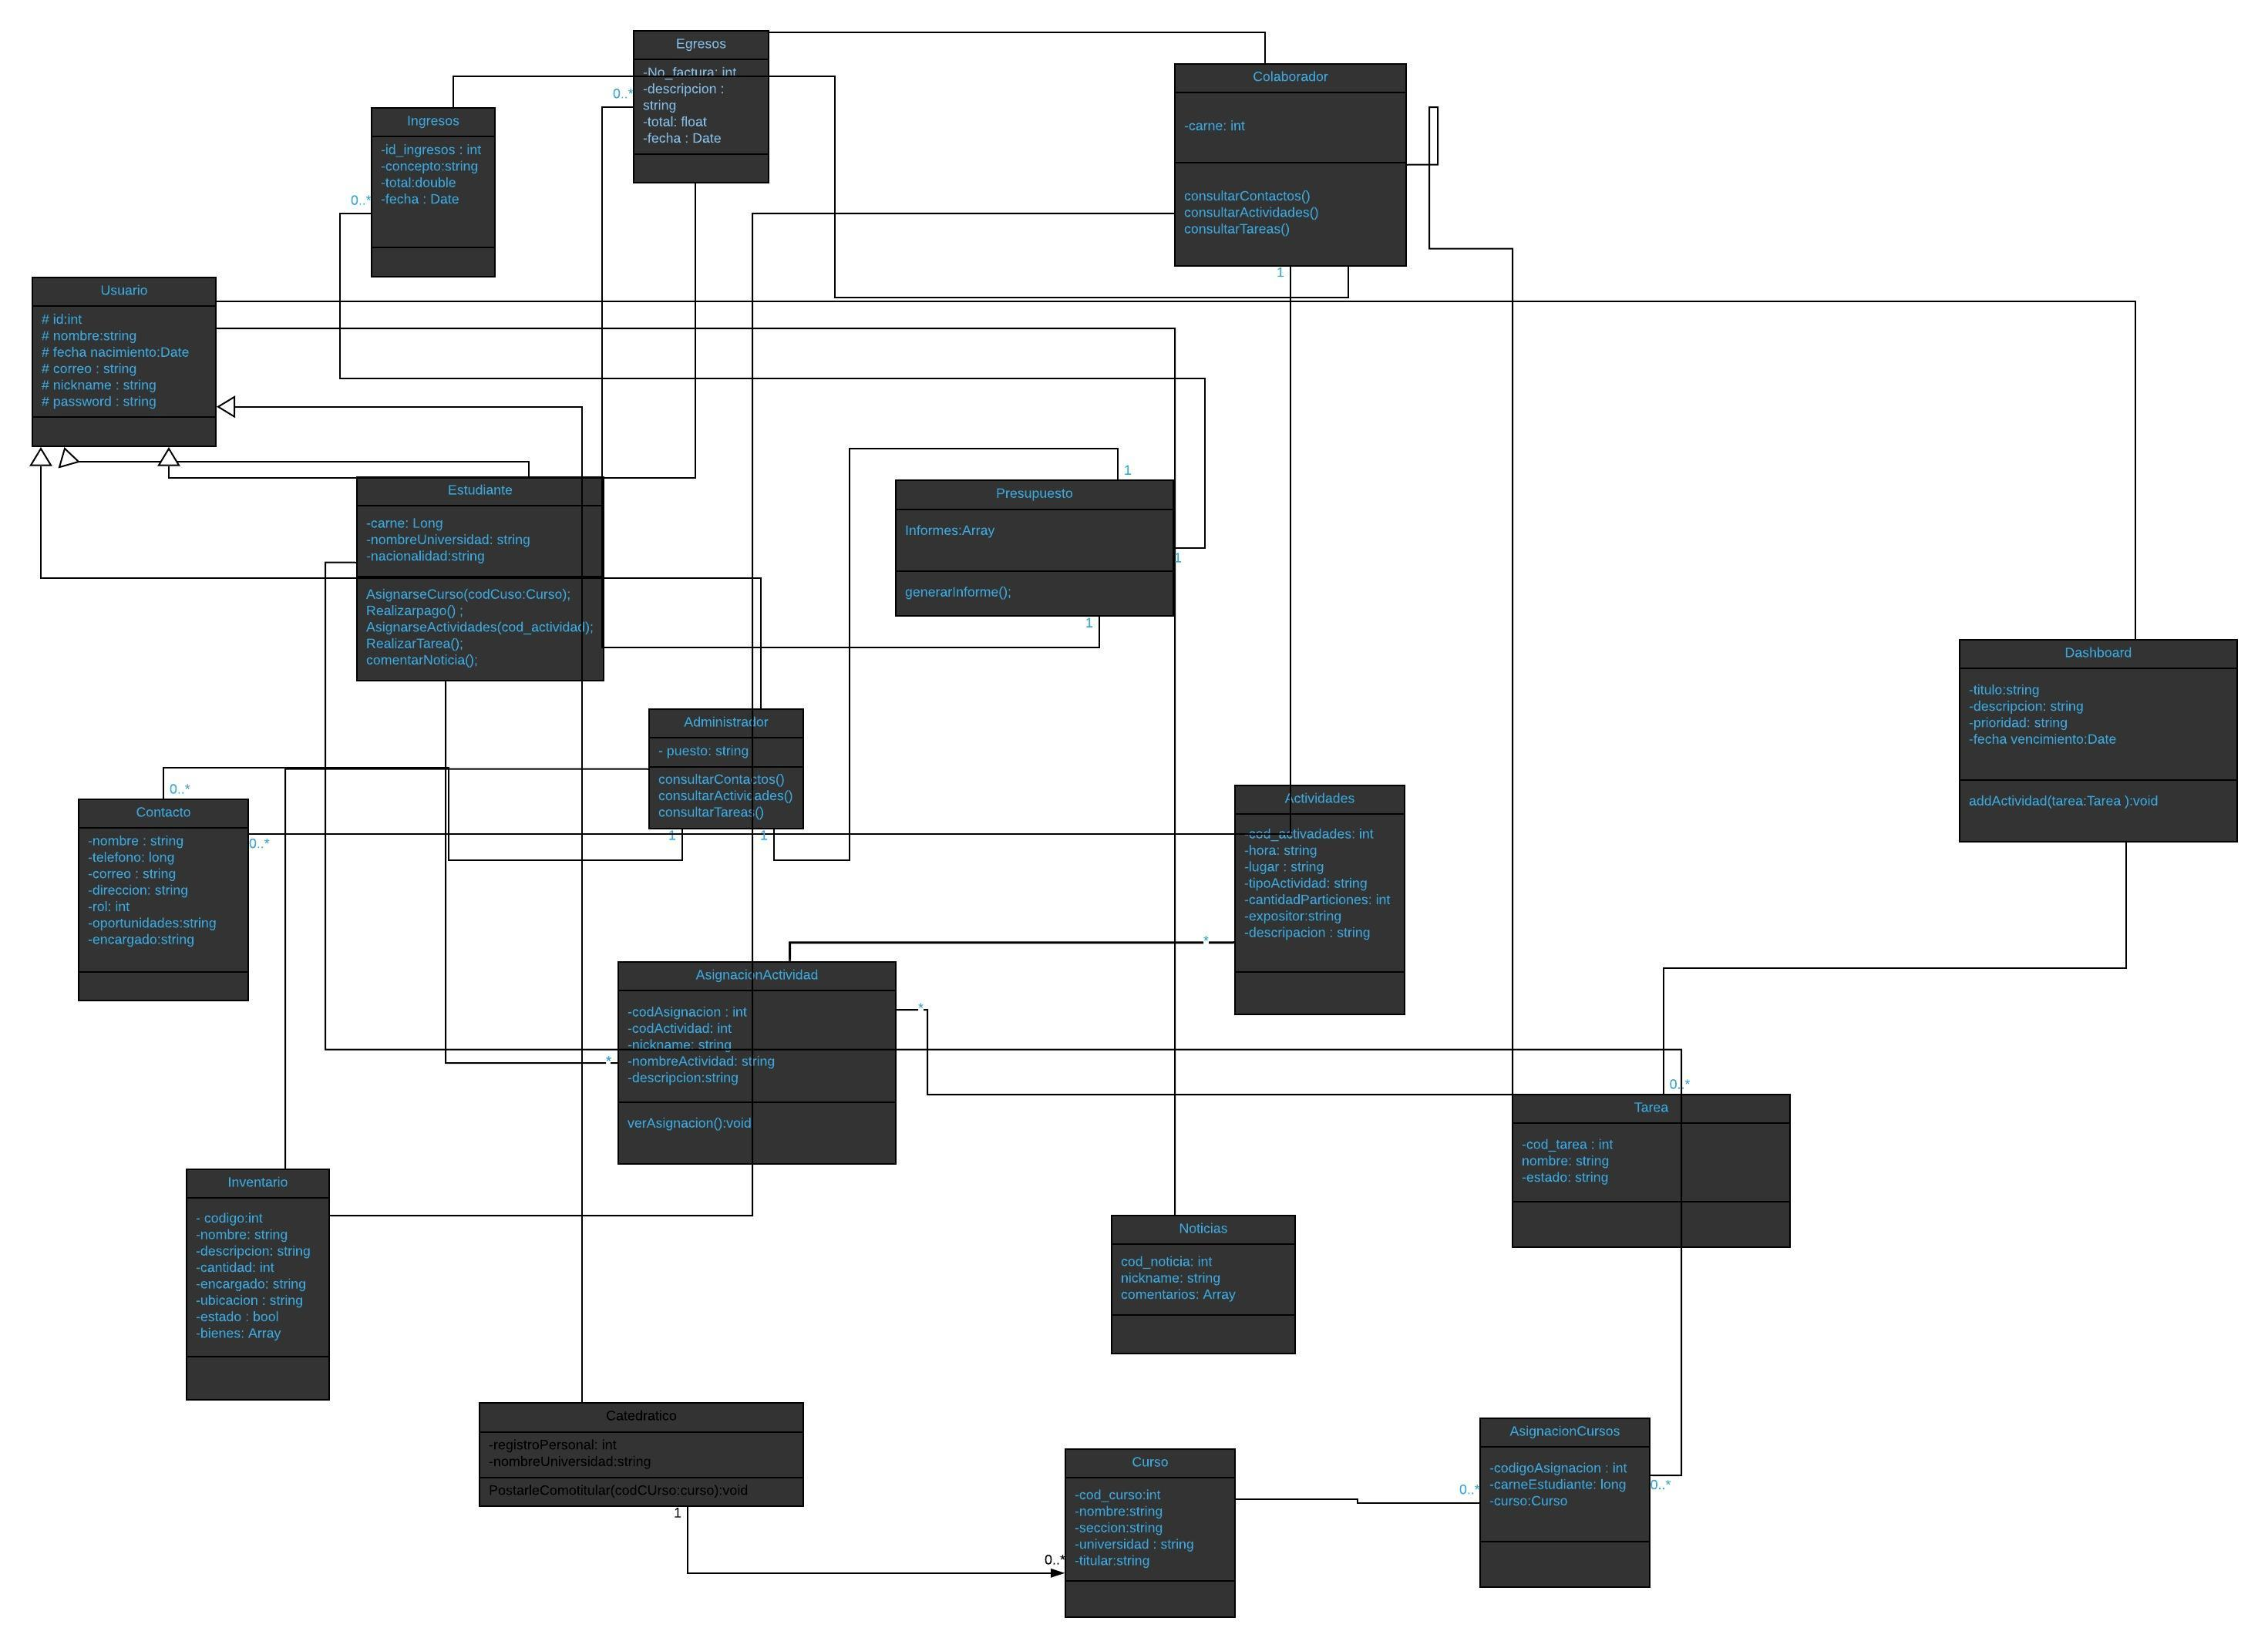 Egresos
-No_factura: int
-descripcion :
string
-total: float
-fecha : Date
0..*
Colaborador
-carne: int
consultarContactos()
consultarActividades()
consultarTareas()
1
Ingresos
-id_ingresos : int
-concepto:string
-total:double
-fecha : Date
0..*
Usuario
# id:int
# nombre:string
# fecha nacimiento:Date
# correo : string
# nickname : string
# password : string
Estudiante
-carne: Long
-nombreUniversidad: string
-nacionalidad:string
AsignarseCurso(codCuso:Curso);
Realizarpago() ;
AsignarseActividades(cod_actividad);
RealizarTarea();
comentarNoticia();
1
Presupuesto
Informes:Array
generarInforme();
1
1
Dashboard
-titulo:string
-descripcion: string
-prioridad: string
-fecha vencimiento:Date
addActividad(tarea:Tarea ):void
Administrador
- puesto: string
consultarContactos()
consultarActividades()
consultarTareas()
1
1
0..*
Contacto
-nombre : string
-telefono: long
-correo : string
-direccion: string
-rol: int
-oportunidades:string
-encargado:string
0..*
Actividades
-cod_activadades: int
-hora: string
-lugar : string
-tipoActividad: string
-cantidadParticiones: int
-expositor:string
-descripacion : string
*
AsignacionActividad
-codAsignacion : int
-codActividad: int
-nickname: string
-nombreActividad: string
-descripcion:string
verAsignacion():void
*
*
0..*
Tarea
-cod_tarea : int
nombre: string
-estado: string
Inventario
- codigo:int
-nombre: string
-descripcion: string
-cantidad: int
-encargado: string
-ubicacion : string
-estado : bool
-bienes: Array
Noticias
cod_noticia: int
nickname: string
comentarios: Array
Catedratico
-registroPersonal: int
-nombreUniversidad:string
PostarleComotitular(codCUrso:curso):void
1
0..*
Curso
-cod_curso:int
-nombre:string
-seccion:string
-universidad : string
-titular:string
AsignacionCursos
-codigoAsignacion : int
-carneEstudiante: long
-curso:Curso
0..*
0..*